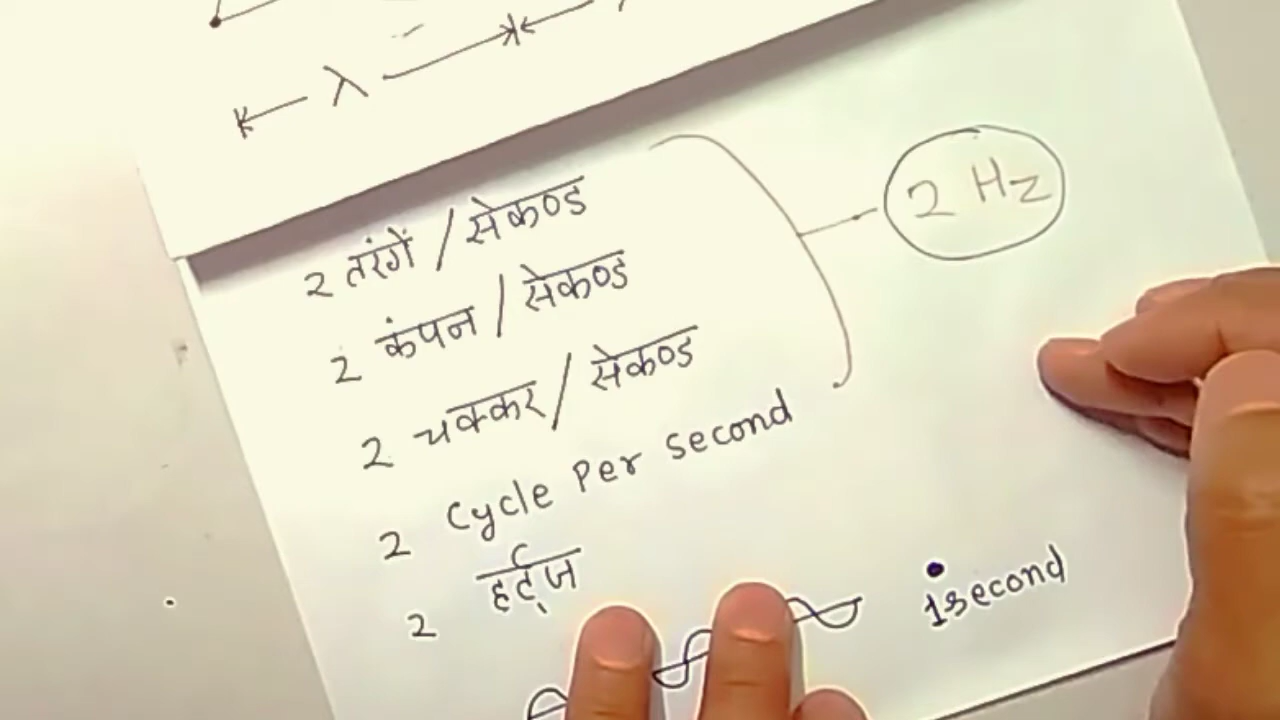 λ
2 तरंगें / सेकण्ड
2 कंपन / सेकण्ड
2 चक्कर / सेकण्ड
2 Cycle Per second
2 हर्ट्ज
2 Hz
1 second